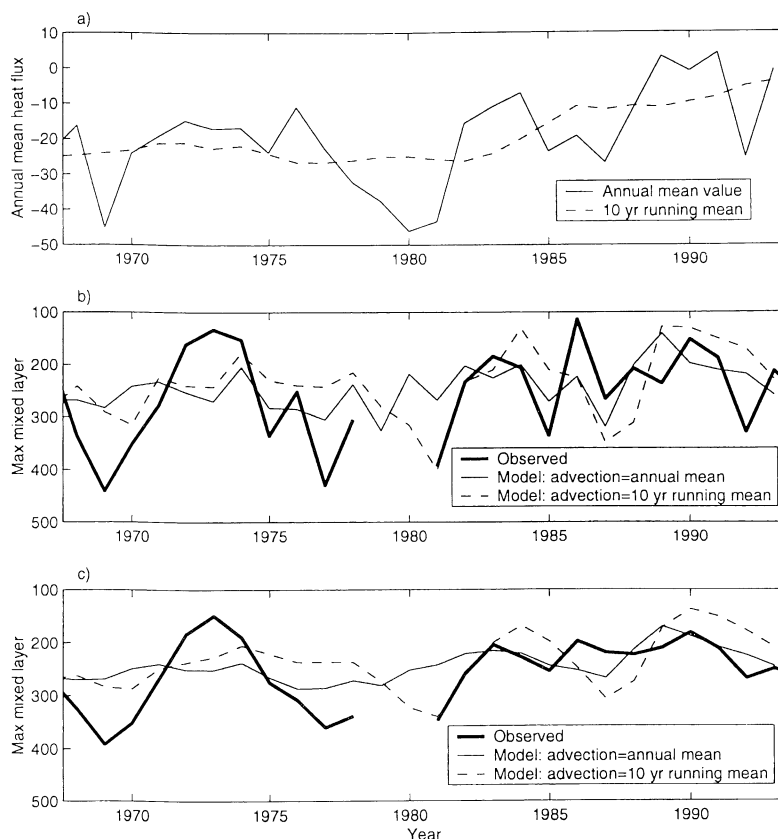 a)
Annual mean heat flux
10
0
−10
−20
−30
−40
−50
Annual mean value
10 yr running mean
1970
1975
1980
1985
1990
b)
Max mixed layer
100
200
300
400
500
Observed
Model: advection=annual mean
Model: advection=10 yr running mean
1970
1975
1980
1985
1990
c)
Max mixed layer
100
200
300
400
500
Observed
Model: advection=annual mean
Model: advection=10 yr running mean
1970
1975
1980
1985
1990
Year